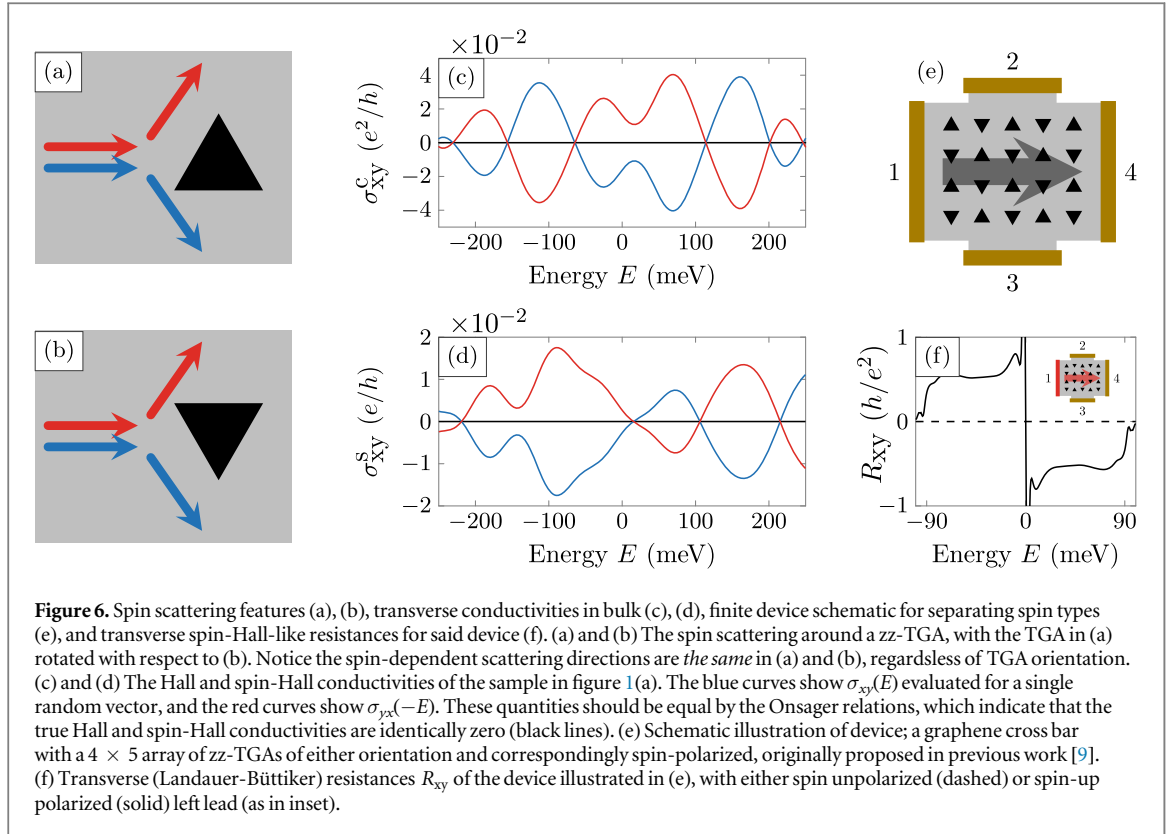 (a)
(b)
×10⁻²
(c)
4
2
0
−2
−4
σᶜxy (e²/h)
−200 −100 0 100 200
Energy E (meV)
×10⁻²
(d)
2
1
0
−1
−2
σˢxy (e/h)
−200 −100 0 100 200
Energy E (meV)
(e)
2
1
4
3
(f)
1
0
−1
Rxy (h/e²)
2
1
4
3
−90 0 90
Energy E (meV)
Figure 6. Spin scattering features (a), (b), transverse conductivities in bulk (c), (d), finite device schematic for separating spin types
(e), and transverse spin-Hall-like resistances for said device (f). (a) and (b) The spin scattering around a zz-TGA, with the TGA in (a)
rotated with respect to (b). Notice the spin-dependent scattering directions are the same in (a) and (b), regardsless of TGA orientation.
(c) and (d) The Hall and spin-Hall conductivities of the sample in figure 1(a). The blue curves show σxy(E) evaluated for a single
random vector, and the red curves show σyx(−E). These quantities should be equal by the Onsager relations, which indicate that the
true Hall and spin-Hall conductivities are identically zero (black lines). (e) Schematic illustration of device; a graphene cross bar
with a 4 × 5 array of zz-TGAs of either orientation and correspondingly spin-polarized, originally proposed in previous work [9].
(f) Transverse (Landauer-Büttiker) resistances Rxy of the device illustrated in (e), with either spin unpolarized (dashed) or spin-up
polarized (solid) left lead (as in inset).